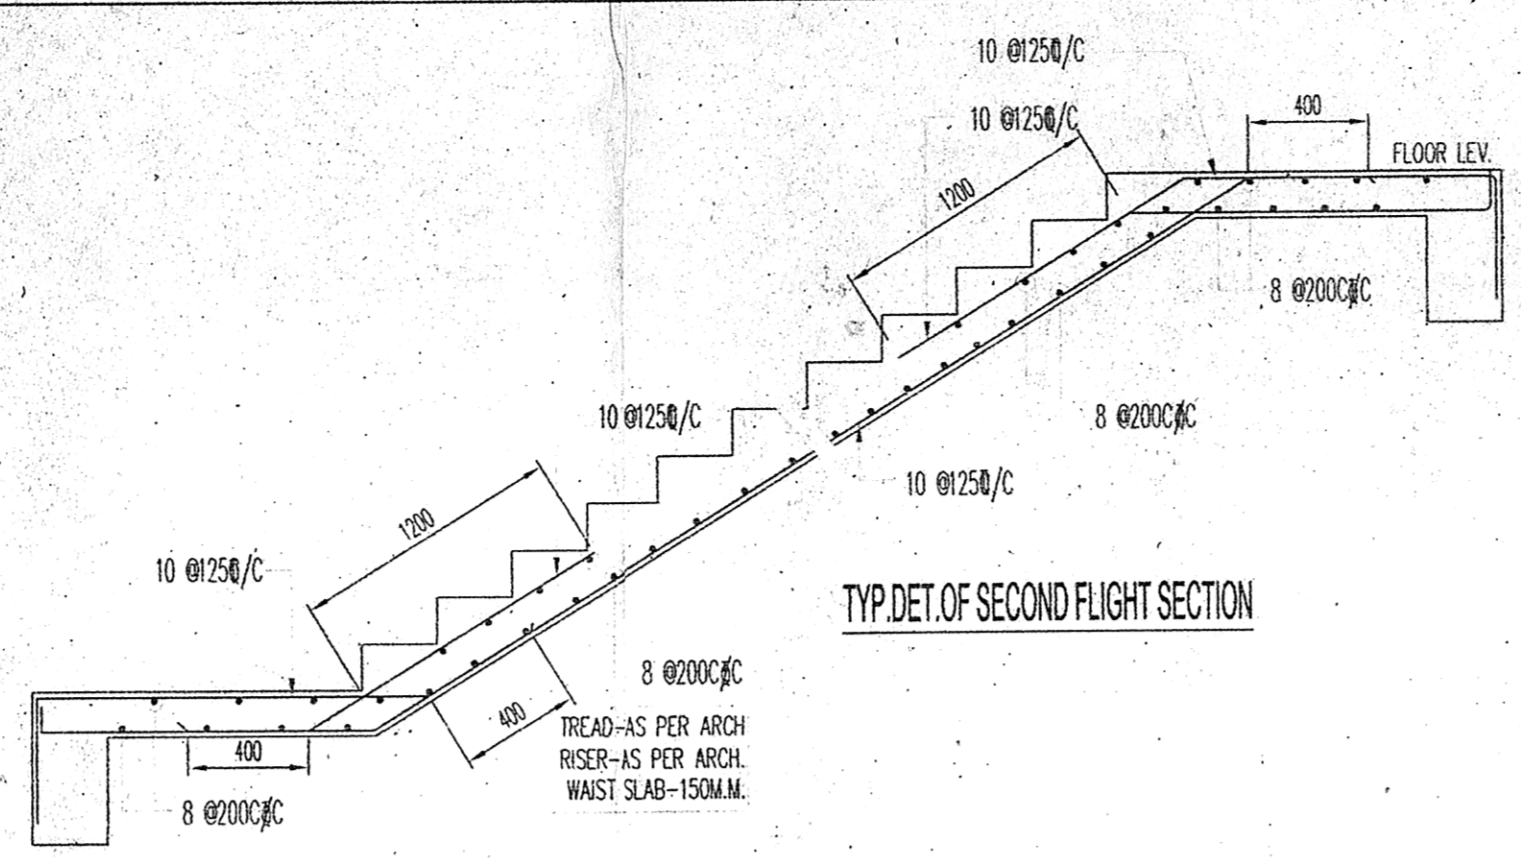 10 @125C/C
10 @125C/C
400
FLOOR LEV.
1200
8 @200C/C
10 @125C/C
8 @200C/C
10 @125C/C
1200
10 @125C/C
TYP.DET.OF SECOND FLIGHT SECTION
8 @200C/C
400
TREAD-AS PER ARCH
RISER-AS PER ARCH.
WAIST SLAB-150M.M.
400
8 @200C/C